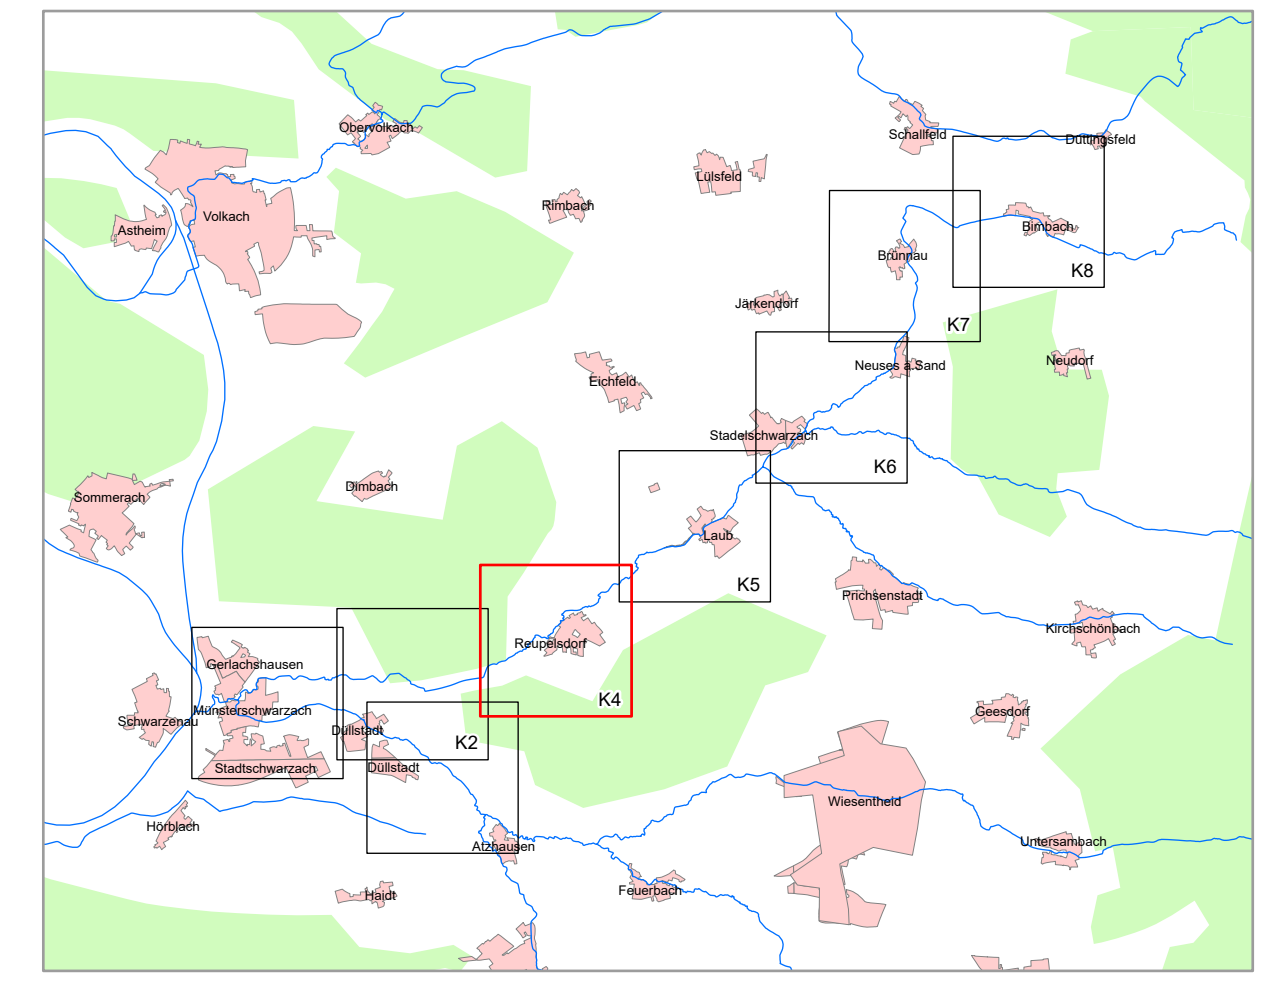 Obervolkach
Schallfeld
Düttingsfeld
Lülsfeld
Rimbach
Volkach
Astheim
Bimbach
Brünnau
K8
Järkendorf
K7
Neuses a.Sand
Neudorf
Eichfeld
Stadelschwarzach
K6
Dimbach
Sommerach
Laub
K5
Prichsenstadt
Kirchschönbach
Reupelsdorf
Gerlachshausen
K4
Münsterschwarzach
Geesdorf
Schwarzenau
Düllstadt
K2
Stadtschwarzach
Düllstadt
Wiesentheid
Hörblach
Atzhausen
Untersambach
Feuerbach
Haidt